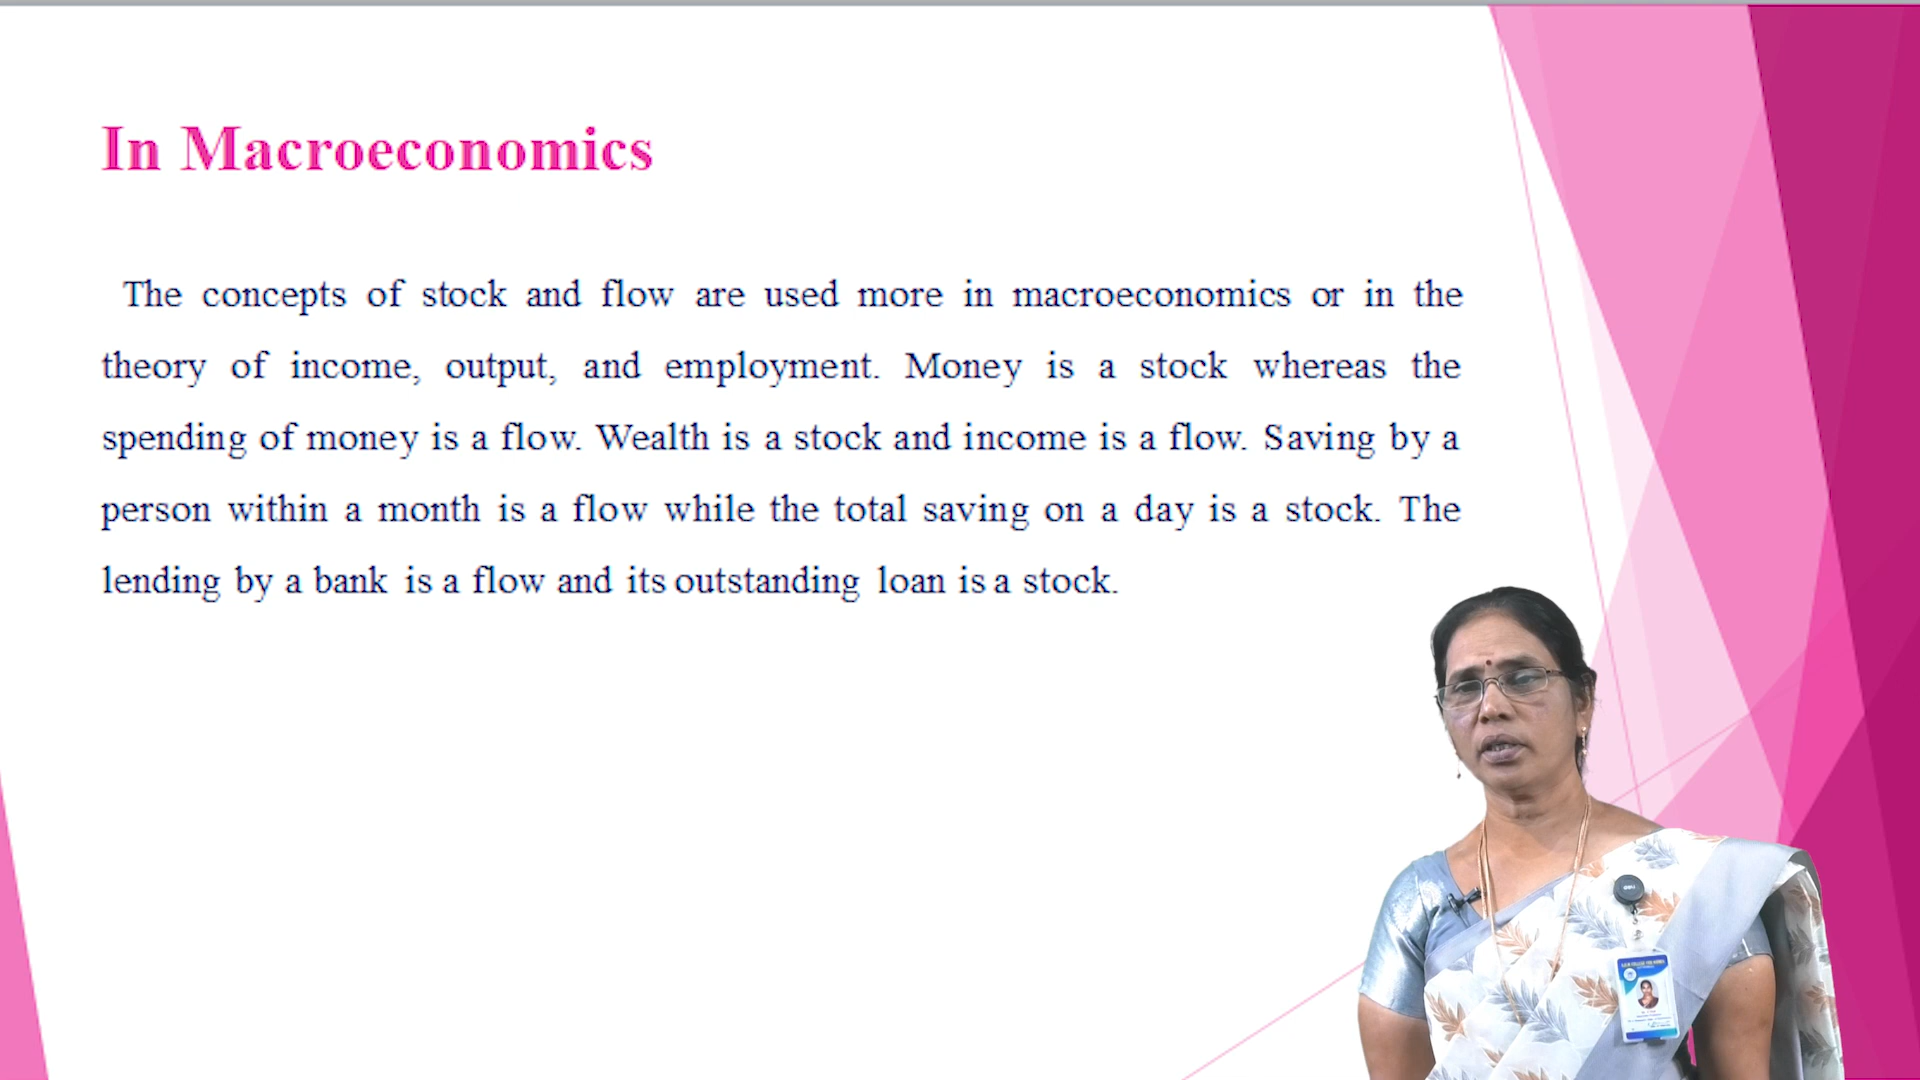 In Macroeconomics
The concepts of stock and flow are used more in macroeconomics or in the
theory of income, output, and employment. Money is a stock whereas the
spending of money is a flow. Wealth is a stock and income is a flow. Saving by a
person within a month is a flow while the total saving on a day is a stock. The
lending by a bank is a flow and its outstanding loan is a stock.